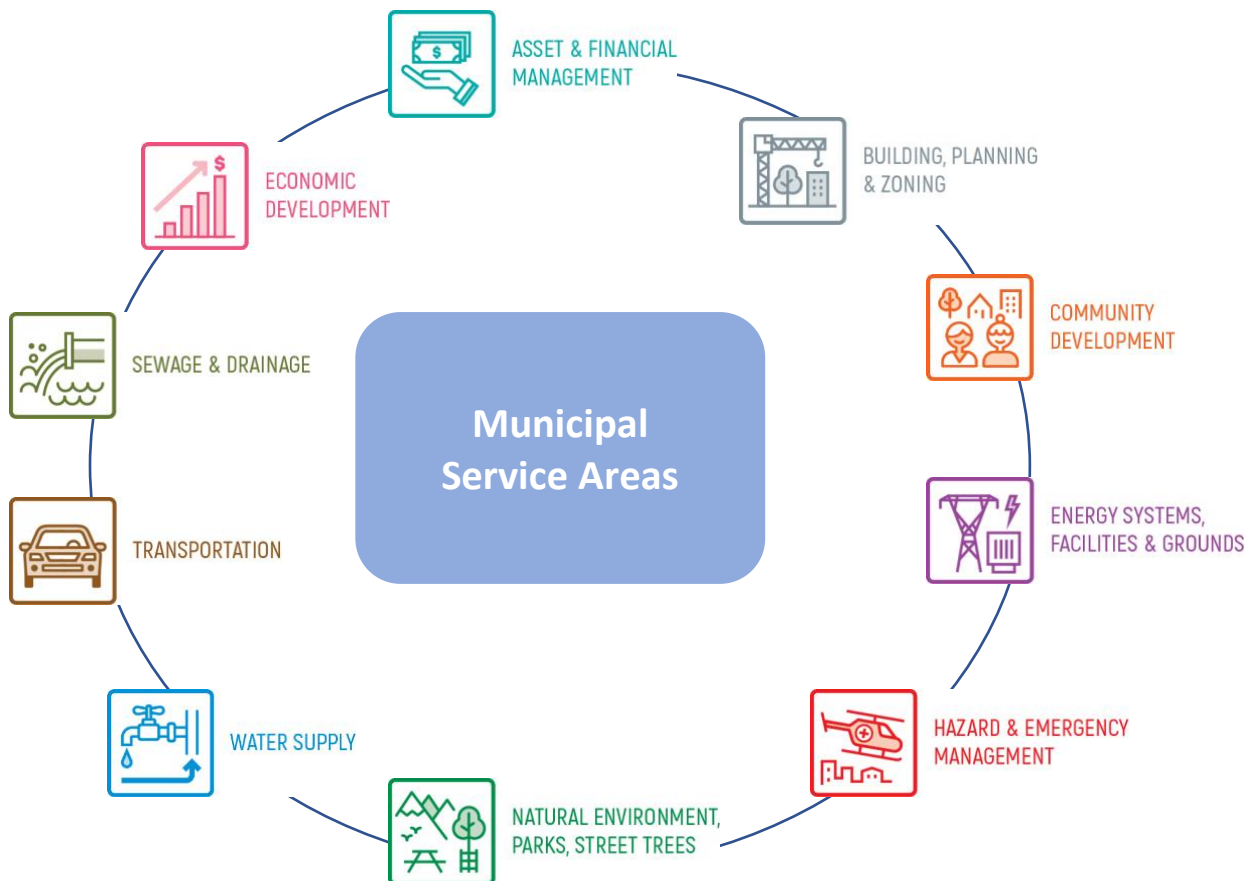 ASSET & FINANCIAL
MANAGEMENT
BUILDING, PLANNING
& ZONING
COMMUNITY
DEVELOPMENT
ENERGY SYSTEMS,
FACILITIES & GROUNDS
HAZARD & EMERGENCY
MANAGEMENT
NATURAL ENVIRONMENT,
PARKS, STREET TREES
WATER SUPPLY
TRANSPORTATION
SEWAGE & DRAINAGE
$
ECONOMIC
DEVELOPMENT
$
Municipal
Service Areas